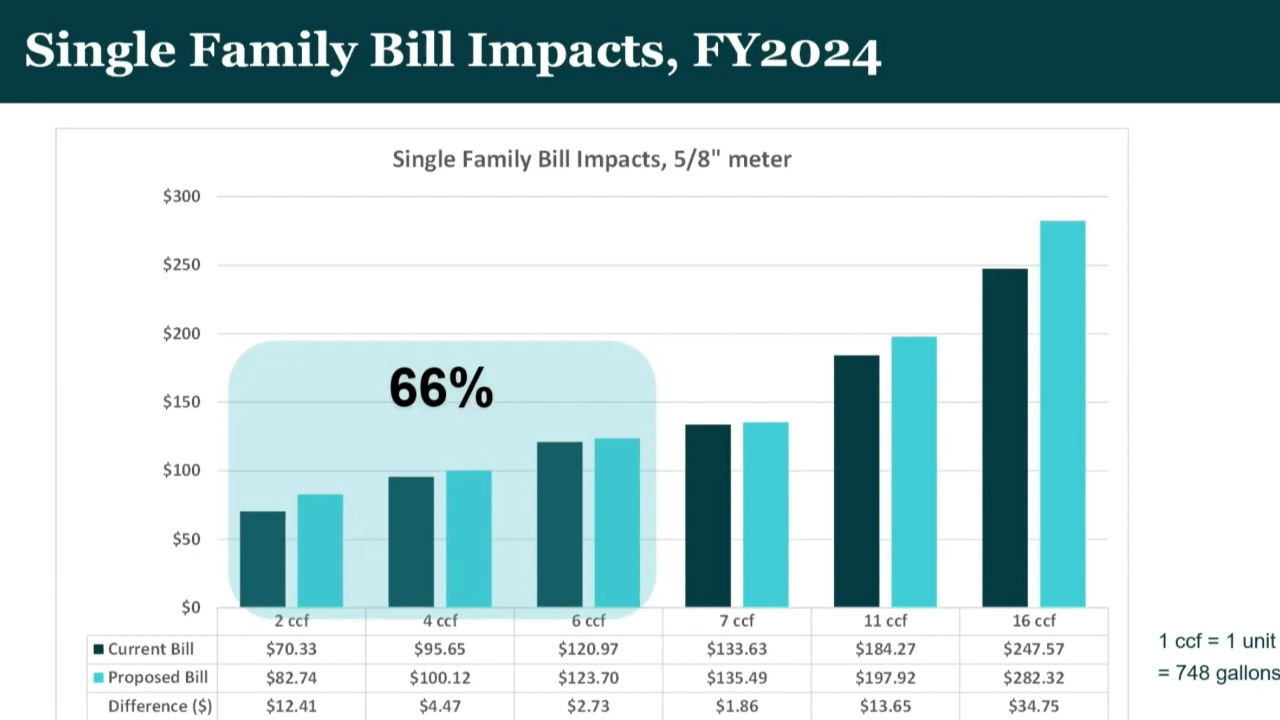 Single Family Bill Impacts, FY2024
Single Family Bill Impacts, 5/8" meter
$300
$250
$200
$150
$100
$50
$0
66%
2 ccf 4 ccf 6 ccf 7 ccf 11 ccf 16 ccf
Current Bill $70.33 $95.65 $120.97 $133.63 $184.27 $247.57
Proposed Bill $82.74 $100.12 $123.70 $135.49 $197.92 $282.32
Difference ($) $12.41 $4.47 $2.73 $1.86 $13.65 $34.75
1 ccf = 1 unit
= 748 gallons